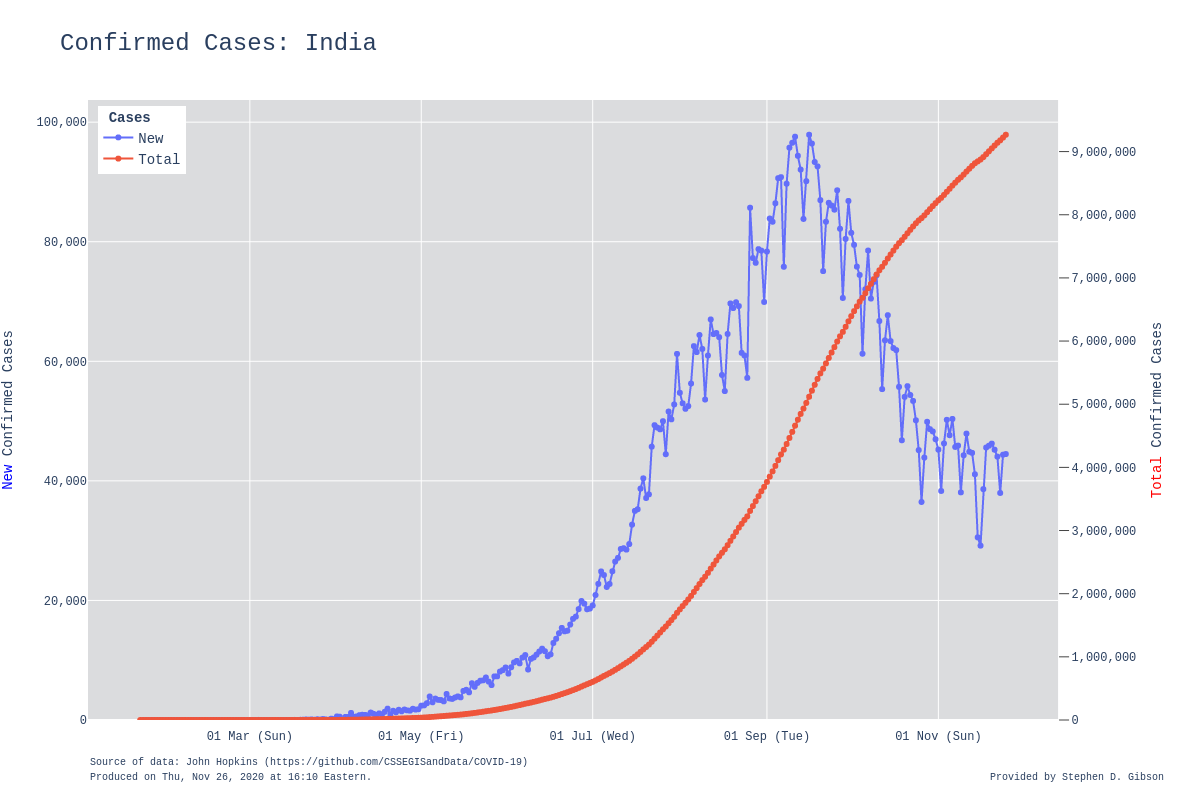 Confirmed Cases: India
Cases
New
Total
100,000
80,000
60,000
40,000
20,000
0
New Confirmed Cases
9,000,000
8,000,000
7,000,000
6,000,000
5,000,000
4,000,000
3,000,000
2,000,000
1,000,000
0
Total Confirmed Cases
01 Mar (Sun)
01 May (Fri)
01 Jul (Wed)
01 Sep (Tue)
01 Nov (Sun)
Source of data: John Hopkins (https://github.com/CSSEGISandData/COVID-19)
Produced on Thu, Nov 26, 2020 at 16:10 Eastern.
Provided by Stephen D. Gibson